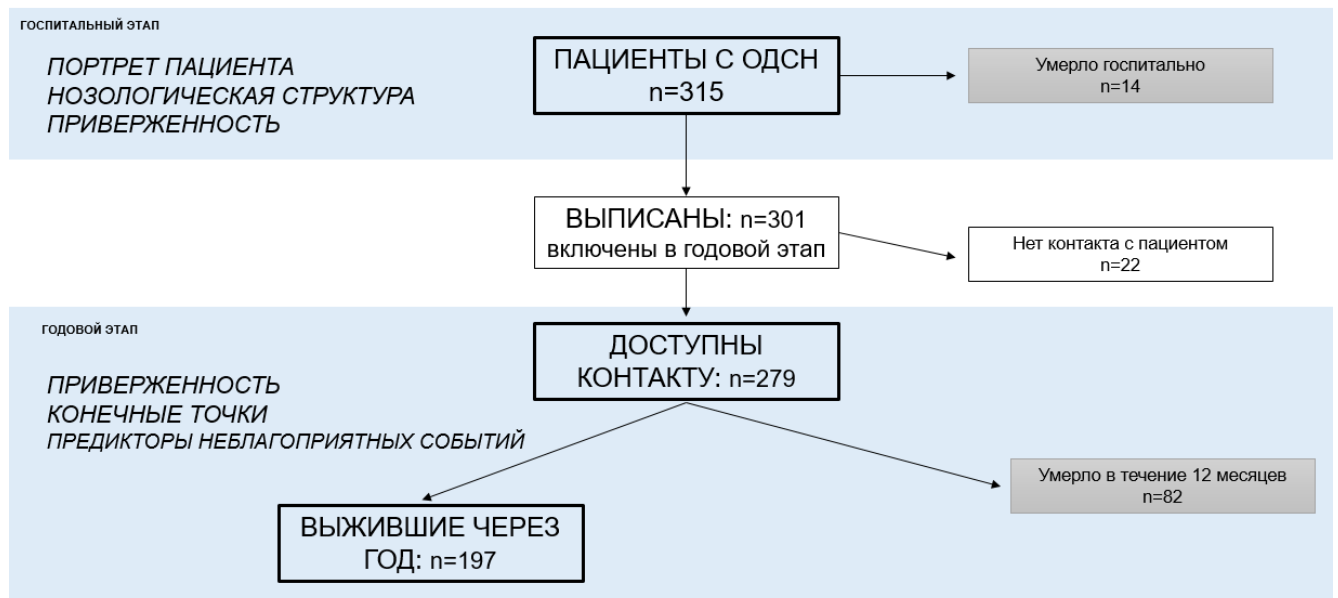 ГОСПИТАЛЬНЫЙ ЭТАП
ПОРТРЕТ ПАЦИЕНТА
НОЗОЛОГИЧЕСКАЯ СТРУКТУРА
ПРИВЕРЖЕННОСТЬ
ПАЦИЕНТЫ С ОДСН
n=315
Умерло госпитально
n=14
ВЫПИСАНЫ: n=301
включены в годовой этап
Нет контакта с пациентом
n=22
ГОДОВОЙ ЭТАП
ПРИВЕРЖЕННОСТЬ
КОНЕЧНЫЕ ТОЧКИ
ПРЕДИКТОРЫ НЕБЛАГОПРИЯТНЫХ СОБЫТИЙ
ДОСТУПНЫ
КОНТАКТУ: n=279
Умерло в течение 12 месяцев
n=82
ВЫЖИВШИЕ ЧЕРЕЗ
ГОД: n=197